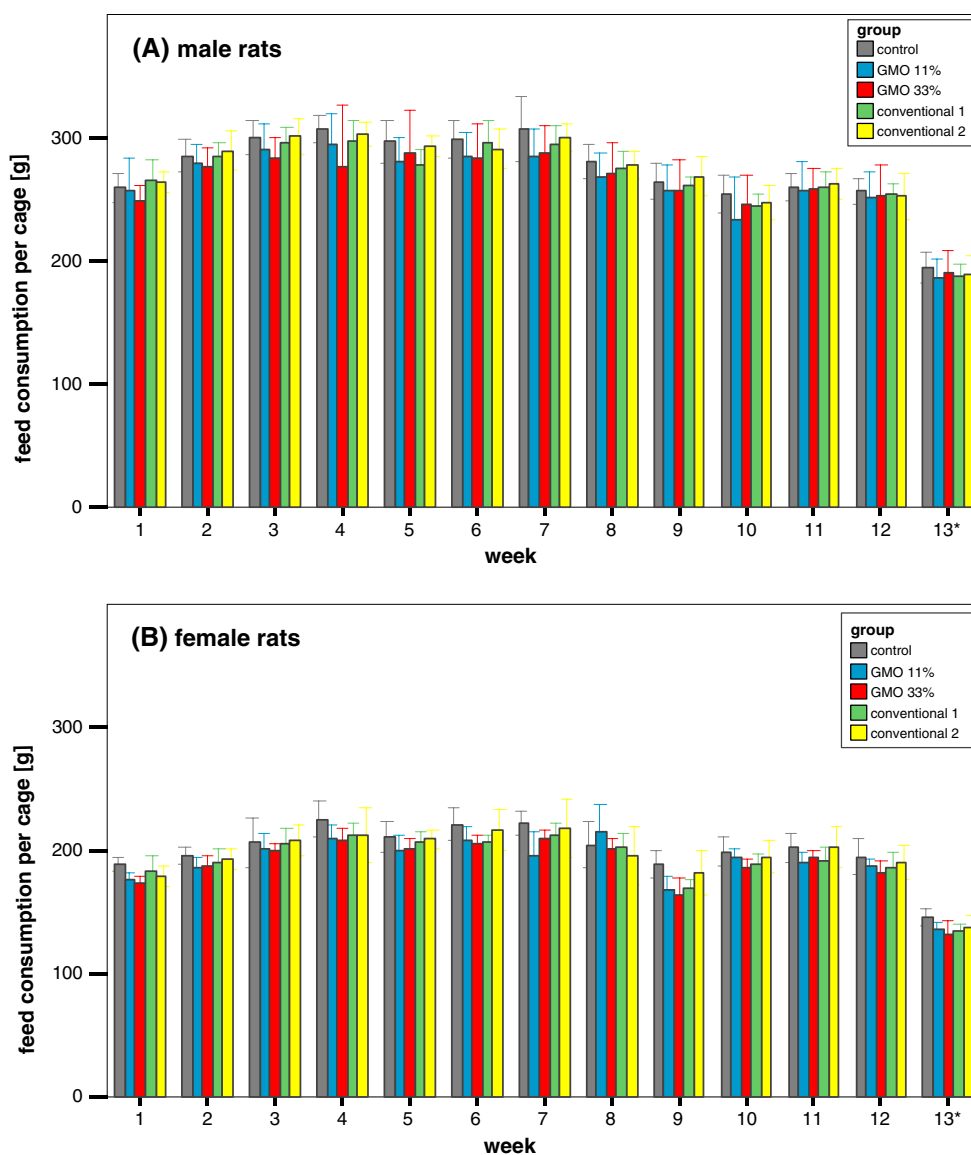 (A) male rats
group
control
GMO 11%
GMO 33%
conventional 1
conventional 2
feed consumption per cage [g]
300
200
100
0
1 2 3 4 5 6 7 8 9 10 11 12 13*
week
(B) female rats
group
control
GMO 11%
GMO 33%
conventional 1
conventional 2
feed consumption per cage [g]
300
200
100
0
1 2 3 4 5 6 7 8 9 10 11 12 13*
week